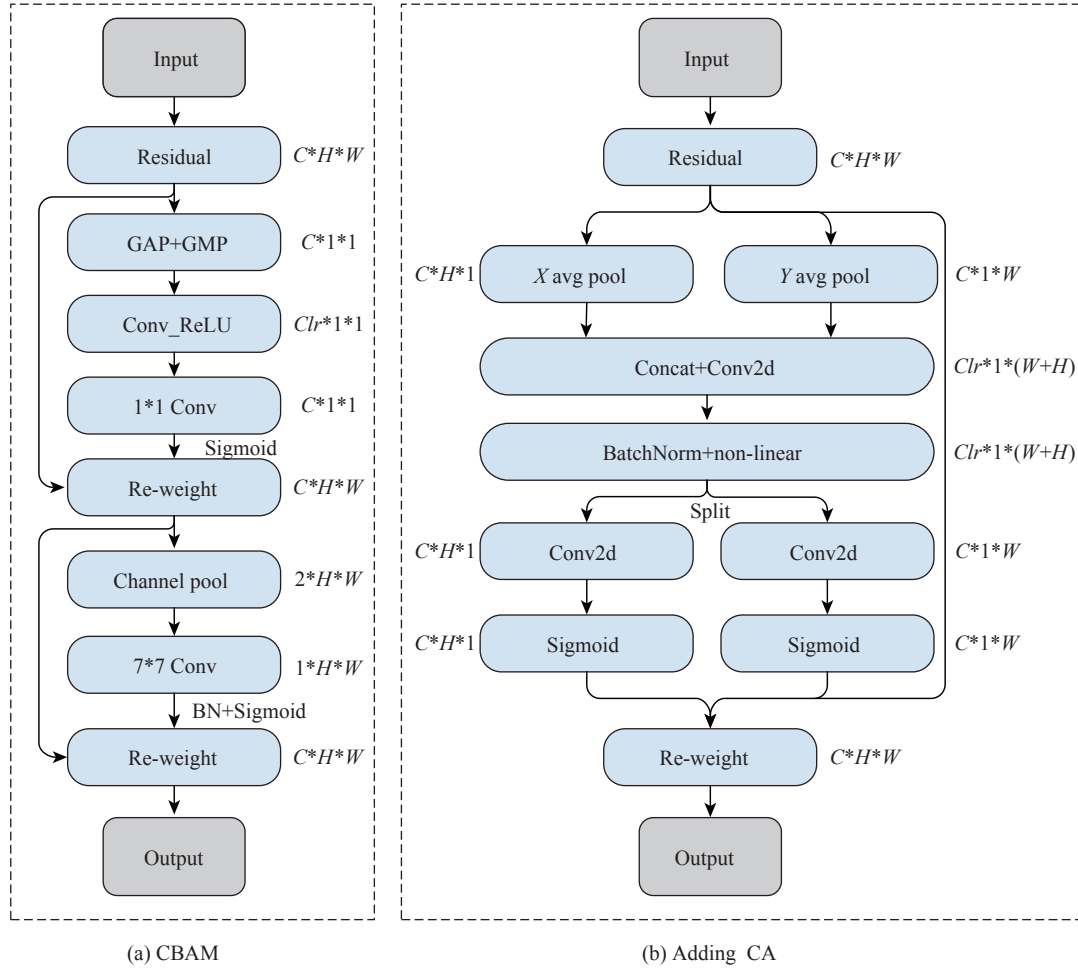 Input
Residual
C*H*W
GAP+GMP
C*1*1
Conv_ReLU
Clr*1*1
1*1 Conv
C*1*1
Sigmoid
Re-weight
C*H*W
Channel pool
2*H*W
7*7 Conv
1*H*W
BN+Sigmoid
Re-weight
C*H*W
Output
(a) CBAM
Input
Residual
C*H*W
C*H*1
X avg pool
Y avg pool
C*1*W
Concat+Conv2d
Clr*1*(W+H)
BatchNorm+non-linear
Clr*1*(W+H)
Split
C*H*1
Conv2d
Conv2d
C*1*W
C*H*1
Sigmoid
Sigmoid
C*1*W
Re-weight
C*H*W
Output
(b) Adding CA